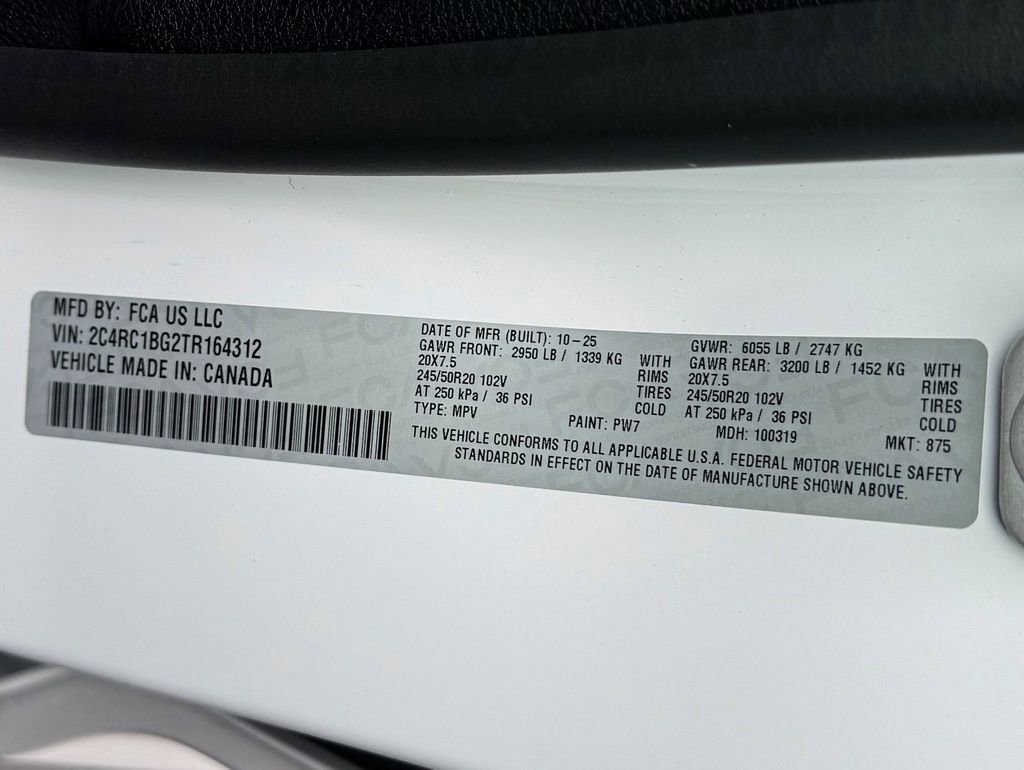 MFD BY: FCA US LLC
VIN: 2C4RC1BG2TR164312
VEHICLE MADE IN: CANADA
DATE OF MFR (BUILT): 10-25
GAWR FRONT: 2950 LB / 1339 KG WITH
20X7.5 RIMS
245/50R20 102V TIRES
AT 250 kPa / 36 PSI COLD
TYPE: MPV PAINT: PW7
GVWR: 6055 LB / 2747 KG
GAWR REAR: 3200 LB / 1452 KG WITH
20X7.5 RIMS
245/50R20 102V TIRES
AT 250 kPa / 36 PSI COLD
MDH: 100319 MKT: 875
THIS VEHICLE CONFORMS TO ALL APPLICABLE U.S.A. FEDERAL MOTOR VEHICLE SAFETY
STANDARDS IN EFFECT ON THE DATE OF MANUFACTURE SHOWN ABOVE.